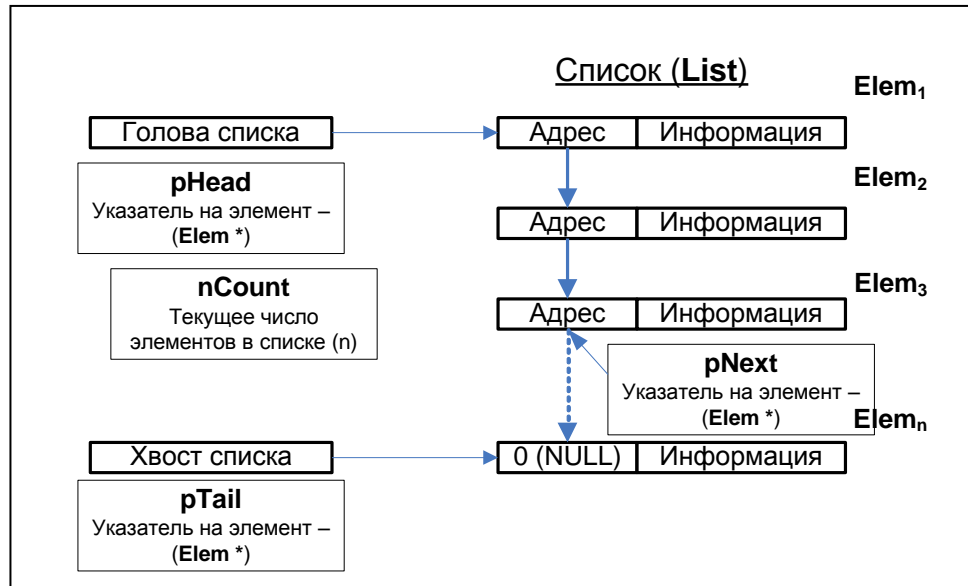 Список (List)
Elem1
Голова списка
Адрес Информация
pHead
Указатель на элемент –
(Elem *)
Elem2
Адрес Информация
nCount
Текущее число
элементов в списке (n)
Elem3
Адрес Информация
pNext
Указатель на элемент –
(Elem *)
Elemn
Хвост списка
0 (NULL) Информация
pTail
Указатель на элемент –
(Elem *)